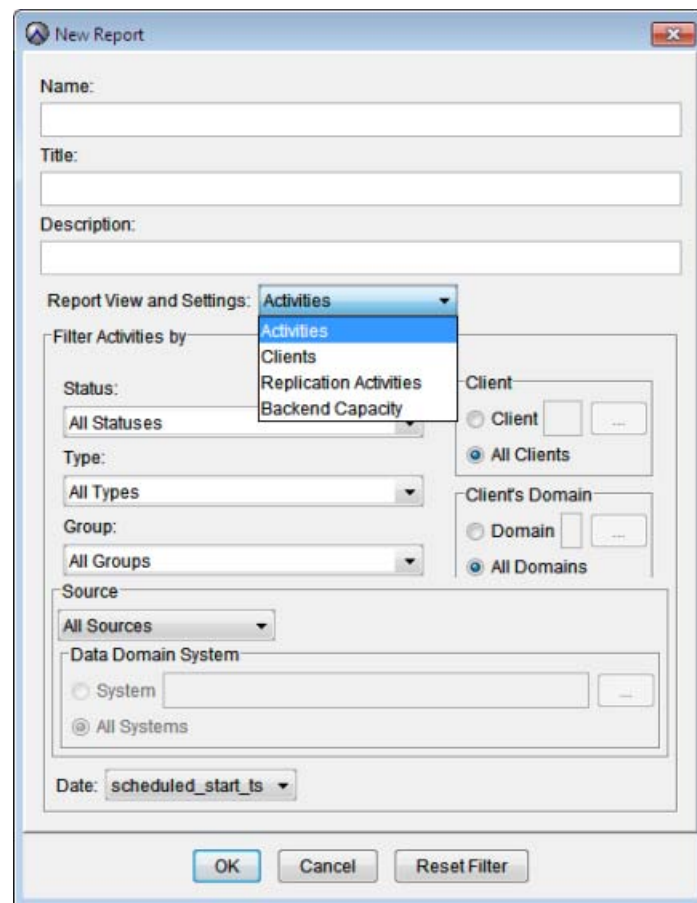 New Report
Name:
Title:
Description:
Report View and Settings: Activities
Activities
Clients
Replication Activities
Backend Capacity
Filter Activities by
Status:
All Statuses
Type:
All Types
Group:
All Groups
Client
Client ...
All Clients
Client's Domain
Domain ...
All Domains
Source
All Sources
Data Domain System
System ...
All Systems
Date: scheduled_start_ts
OK Cancel Reset Filter